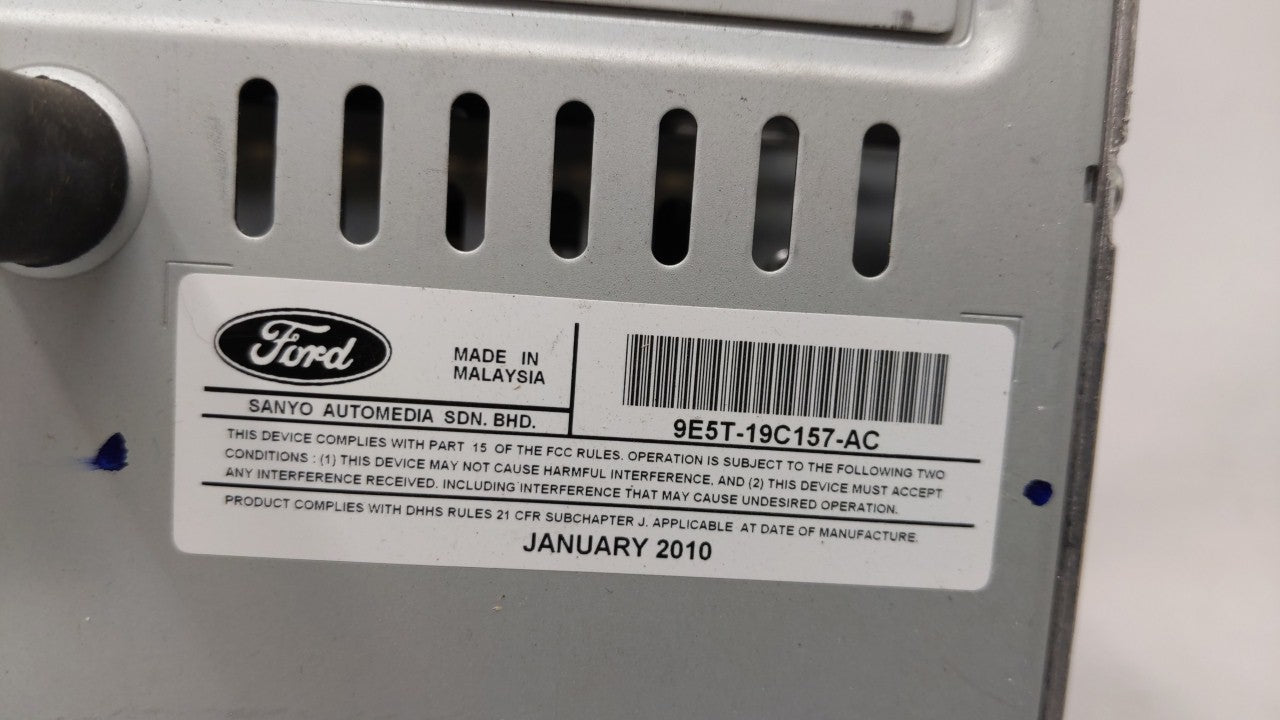 Ford
MADE IN
MALAYSIA
SANYO AUTOMEDIA SDN. BHD.
9E5T-19C157-AC
THIS DEVICE COMPLIES WITH PART 15 OF THE FCC RULES. OPERATION IS SUBJECT TO THE FOLLOWING TWO
CONDITIONS : (1) THIS DEVICE MAY NOT CAUSE HARMFUL INTERFERENCE, AND (2) THIS DEVICE MUST ACCEPT
ANY INTERFERENCE RECEIVED. INCLUDING INTERFERENCE THAT MAY CAUSE UNDESIRED OPERATION.
PRODUCT COMPLIES WITH DHHS RULES 21 CFR SUBCHAPTER J. APPLICABLE AT DATE OF MANUFACTURE.
JANUARY 2010